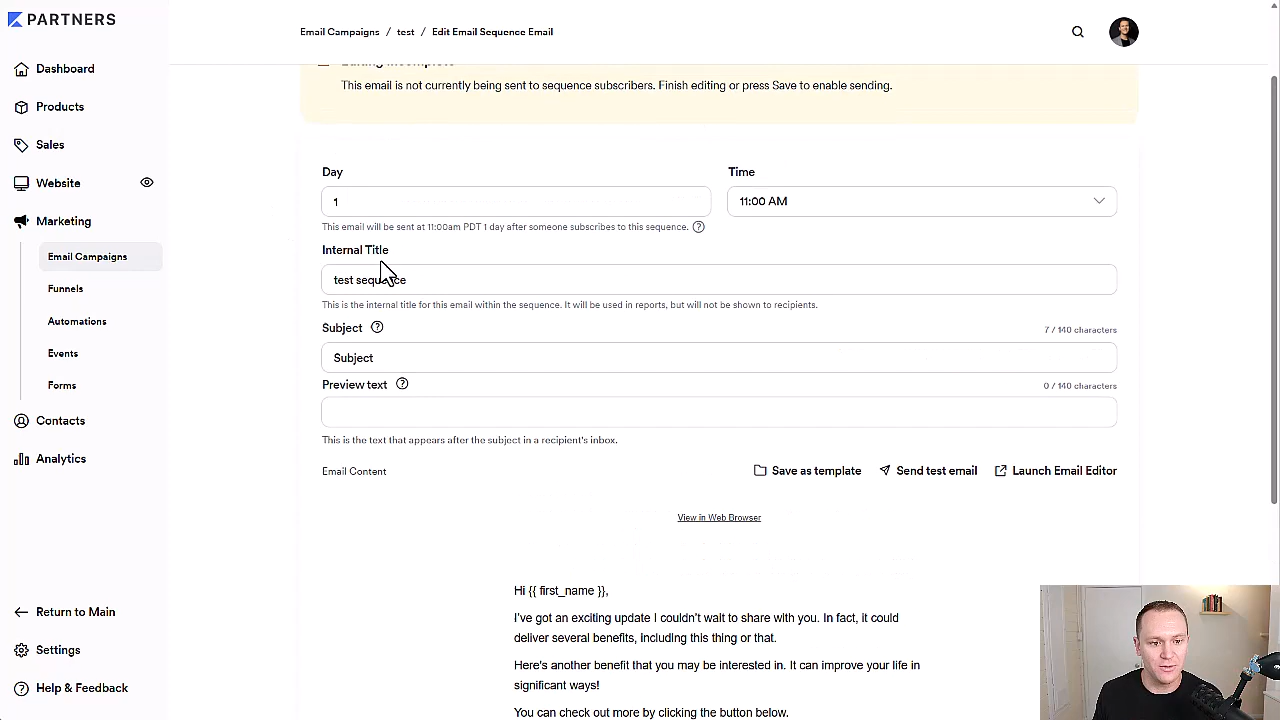 PARTNERS
Email Campaigns / test / Edit Email Sequence Email
Dashboard
Products
Sales
Website
Marketing
Email Campaigns
Funnels
Automations
Events
Forms
Contacts
Analytics
Return to Main
Settings
Help & Feedback
Editing Incomplete
This email is not currently being sent to sequence subscribers. Finish editing or press Save to enable sending.
Day
Time
1
11:00 AM
This email will be sent at 11:00am PDT 1 day after someone subscribes to this sequence.
Internal Title
test sequence
This is the internal title for this email within the sequence. It will be used in reports, but will not be shown to recipients.
Subject
7 / 140 characters
Subject
Preview text
0 / 140 characters
This is the text that appears after the subject in a recipient's inbox.
Email Content
Save as template
Send test email
Launch Email Editor
View in Web Browser
Hi {{ first_name }},
I've got an exciting update I couldn't wait to share with you. In fact, it could
deliver several benefits, including this thing or that.
Here's another benefit that you may be interested in. It can improve your life in
significant ways!
You can check out more by clicking the button below.